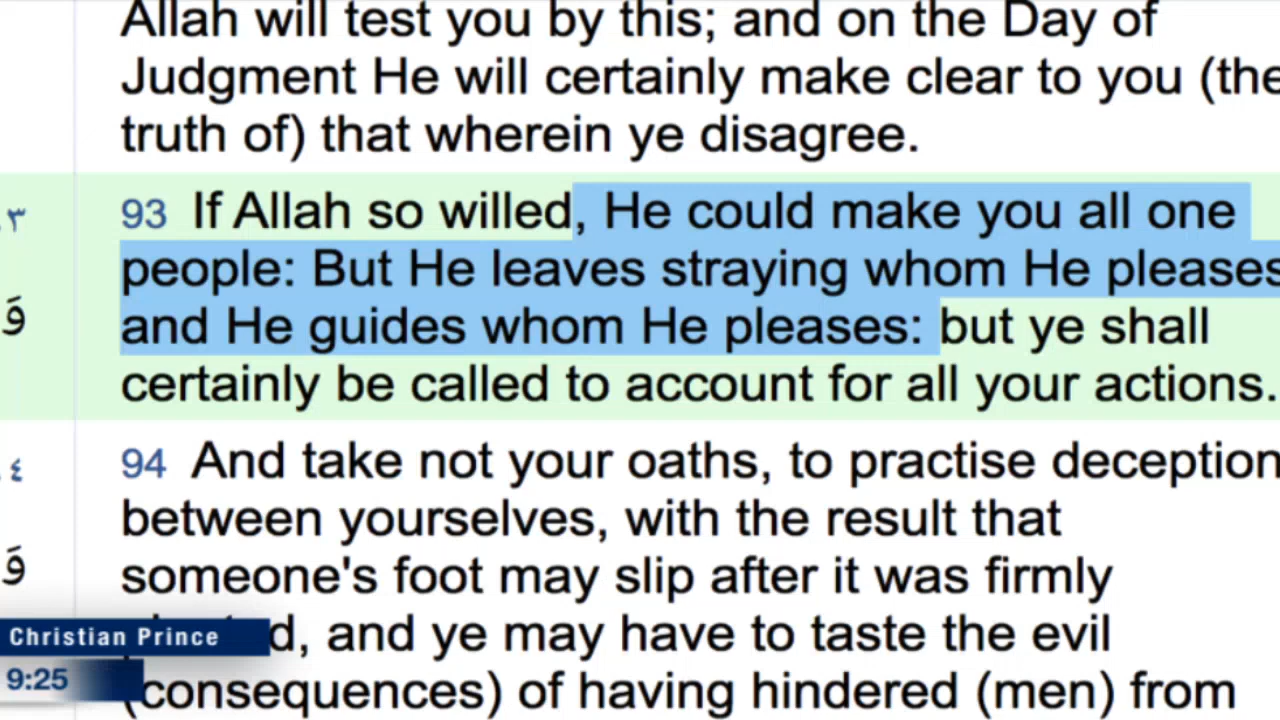 Allah will test you by this; and on the Day of
Judgment He will certainly make clear to you (the
truth of) that wherein ye disagree.
٣
93 If Allah so willed, He could make you all one
people: But He leaves straying whom He pleases
and He guides whom He pleases: but ye shall
certainly be called to account for all your actions.
وَ
٤
94 And take not your oaths, to practise deception
between yourselves, with the result that
someone's foot may slip after it was firmly
وَ
and ye may have to taste the evil
(consequences) of having hindered (men) from
Christian Prince
9:25